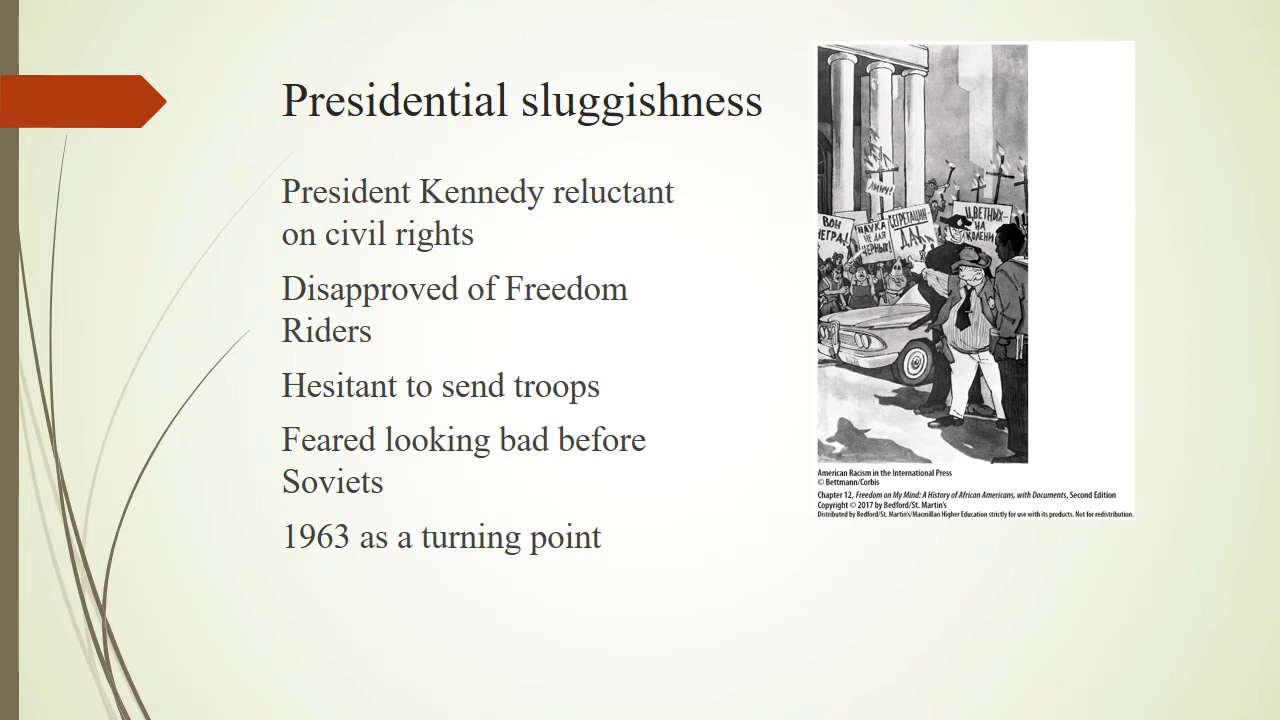 Presidential sluggishness
President Kennedy reluctant
on civil rights
Disapproved of Freedom
Riders
Hesitant to send troops
Feared looking bad before
Soviets
1963 as a turning point
ЛИНЧ!
ВОН
НЕГРА!
НАУКА
НЕ ДЛЯ
ЧЕРНЫХ!
СЕГРЕГАЦИИ-
ДА!
ЦВЕТНЫХ-
НА
КОЛЕНИ
American Racism in the International Press
© Bettmann/Corbis
Chapter 12, Freedom on My Mind: A History of African Americans, with Documents, Second Edition
Copyright © 2017 by Bedford/St. Martin's
Distributed by Bedford/St. Martin's/Macmillan Higher Education strictly for use with its products. Not for redistribution.